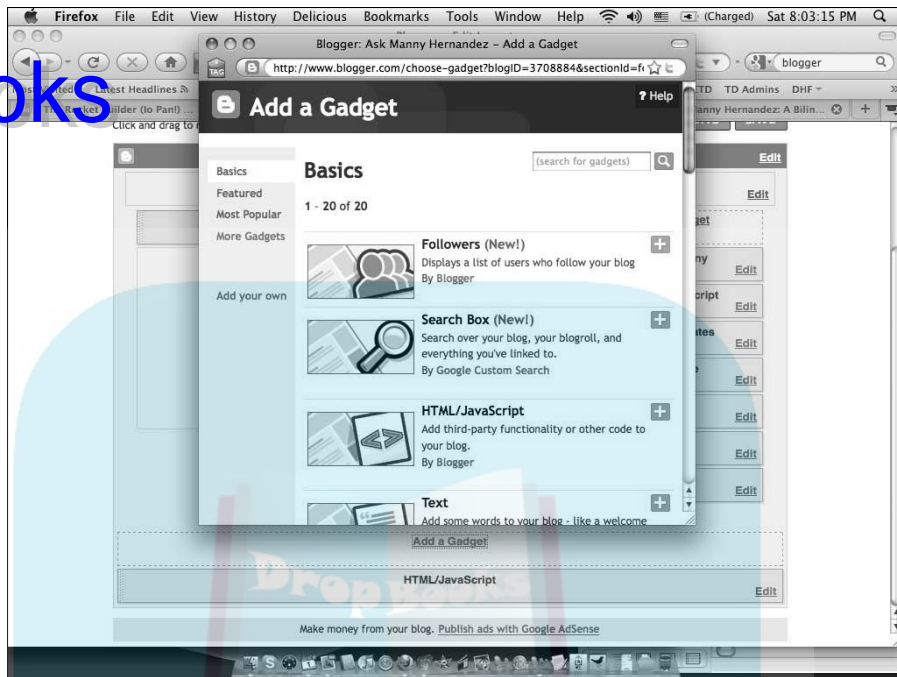 Firefox File Edit View History Delicious Bookmarks Tools Window Help (Charged) Sat 8:03:15 PM
Blogger: Ask Manny Hernandez – Add a Gadget
http://www.blogger.com/choose-gadget?blogID=3708884&sectionId=f
blogger
ooks
Latest Headlines
TD TD Admins DHF
anny Hernandez: A Bilin...
Click and drag to
Add a Gadget
? Help
Edit
Basics
Featured
Most Popular
More Gadgets
Add your own
Basics
(search for gadgets)
1 - 20 of 20
Edit
Followers (New!)
Displays a list of users who follow your blog
By Blogger
Edit
Search Box (New!)
Search over your blog, your blogroll, and
everything you've linked to.
By Google Custom Search
Edit
Edit
Edit
HTML/JavaScript
Add third-party functionality or other code to
your blog.
By Blogger
Edit
Edit
Edit
Text
Add some words to your blog - like a welcome
Add a Gadget
Drop Books
HTML/JavaScript
Edit
Make money from your blog. Publish ads with Google AdSense